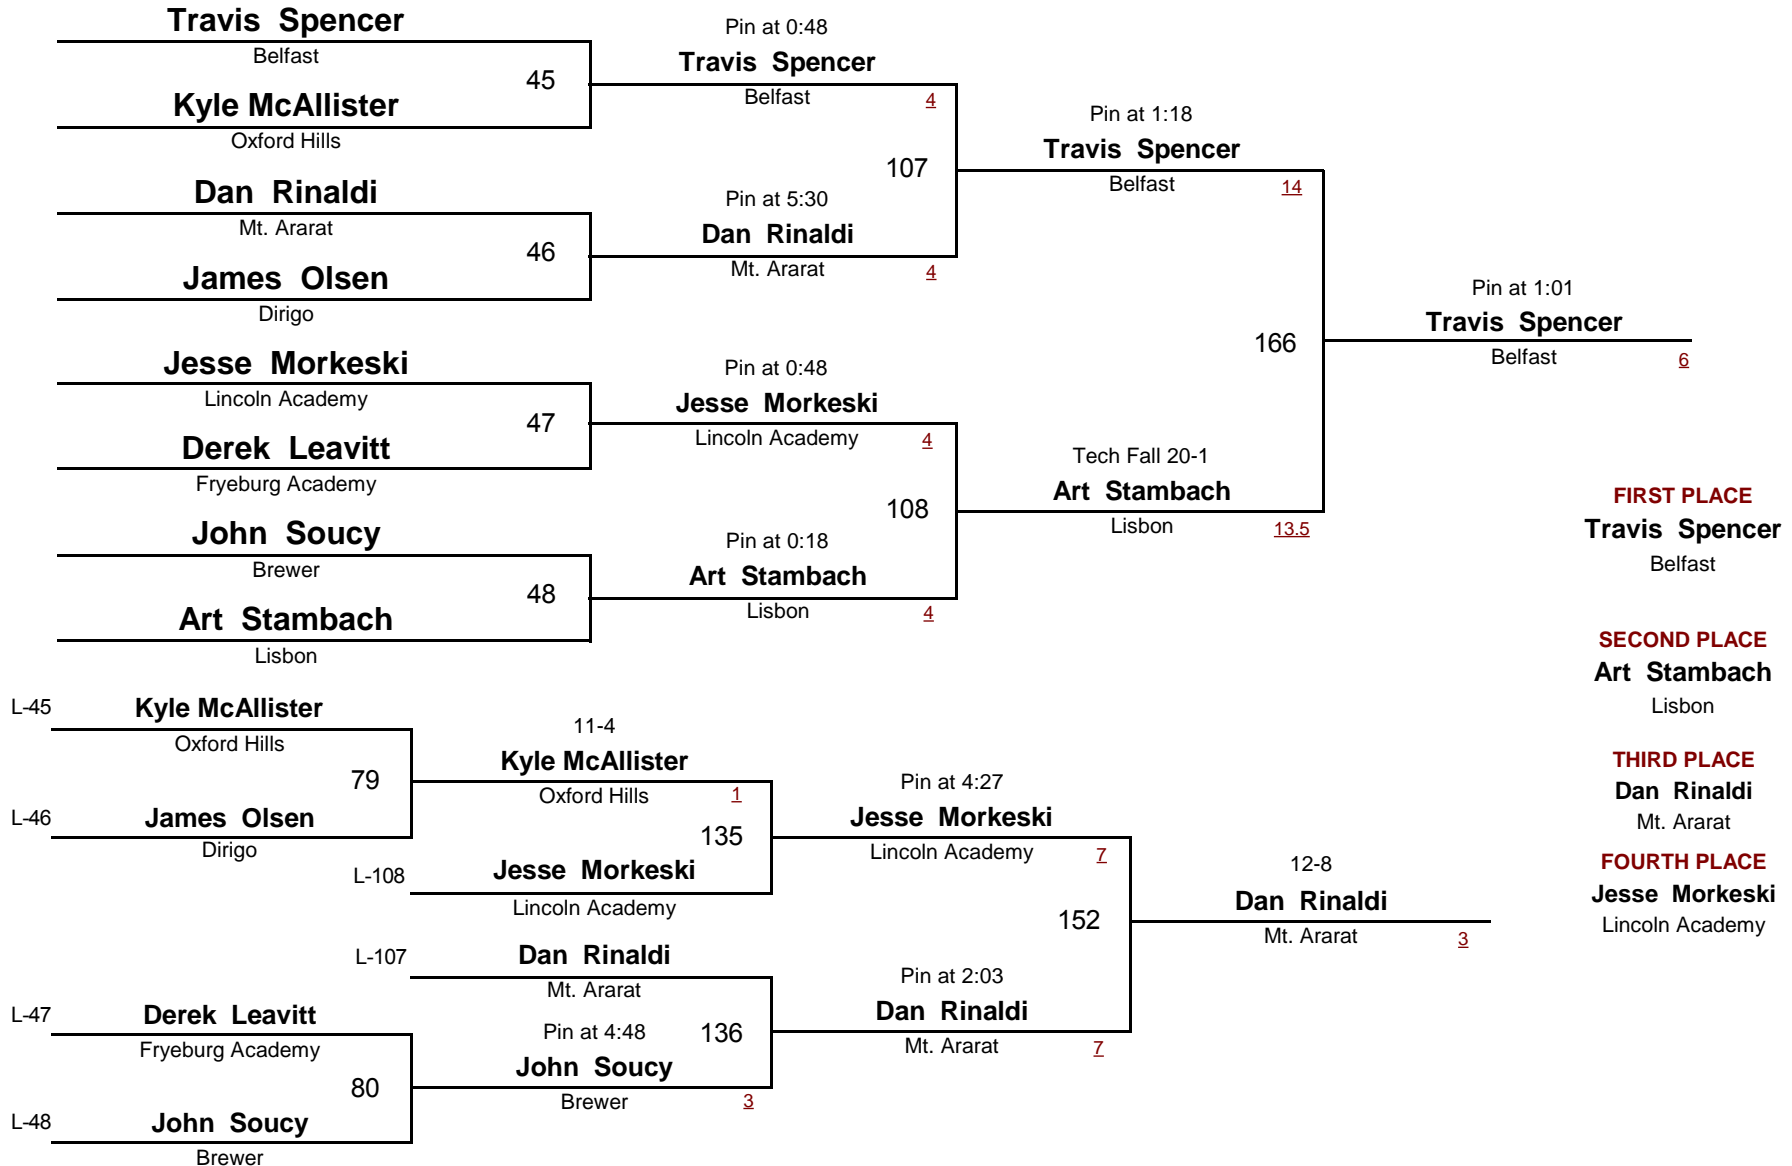 Travis Spencer
Belfast
45
Kyle McAllister
Oxford Hills
Dan Rinaldi
Mt. Ararat
46
James Olsen
Dirigo
Jesse Morkeski
Lincoln Academy
47
Derek Leavitt
Fryeburg Academy
John Soucy
Brewer
48
Art Stambach
Lisbon
Pin at 0:48
Travis Spencer
Belfast
4
107
Pin at 5:30
Dan Rinaldi
Mt. Ararat
4
Pin at 0:48
Jesse Morkeski
Lincoln Academy
4
108
Pin at 0:18
Art Stambach
Lisbon
4
Pin at 1:18
Travis Spencer
Belfast
14
166
Tech Fall 20-1
Art Stambach
Lisbon
13.5
Pin at 1:01
Travis Spencer
Belfast
6
FIRST PLACE
Travis Spencer
Belfast
SECOND PLACE
Art Stambach
Lisbon
THIRD PLACE
Dan Rinaldi
Mt. Ararat
FOURTH PLACE
Jesse Morkeski
Lincoln Academy
L-45
Kyle McAllister
Oxford Hills
79
L-46
James Olsen
Dirigo
11-4
Kyle McAllister
Oxford Hills
1
135
L-108
Jesse Morkeski
Lincoln Academy
L-107
Dan Rinaldi
Mt. Ararat
136
L-47
Derek Leavitt
Fryeburg Academy
80
L-48
John Soucy
Brewer
Pin at 4:48
John Soucy
Brewer
3
Pin at 4:27
Jesse Morkeski
Lincoln Academy
7
152
Pin at 2:03
Dan Rinaldi
Mt. Ararat
7
12-8
Dan Rinaldi
Mt. Ararat
3